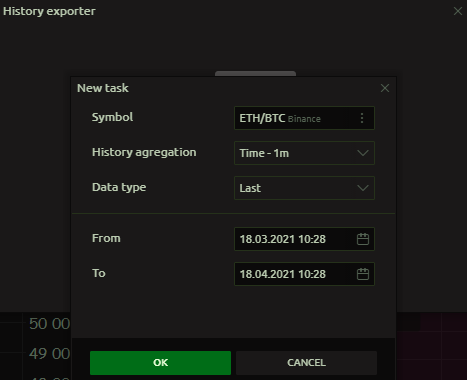 History exporter
New task
Symbol
ETH/BTC Binance
History agregation
Time - 1m
Data type
Last
From
18.03.2021 10:28
To
18.04.2021 10:28
50 00
49 00
OK
CANCEL